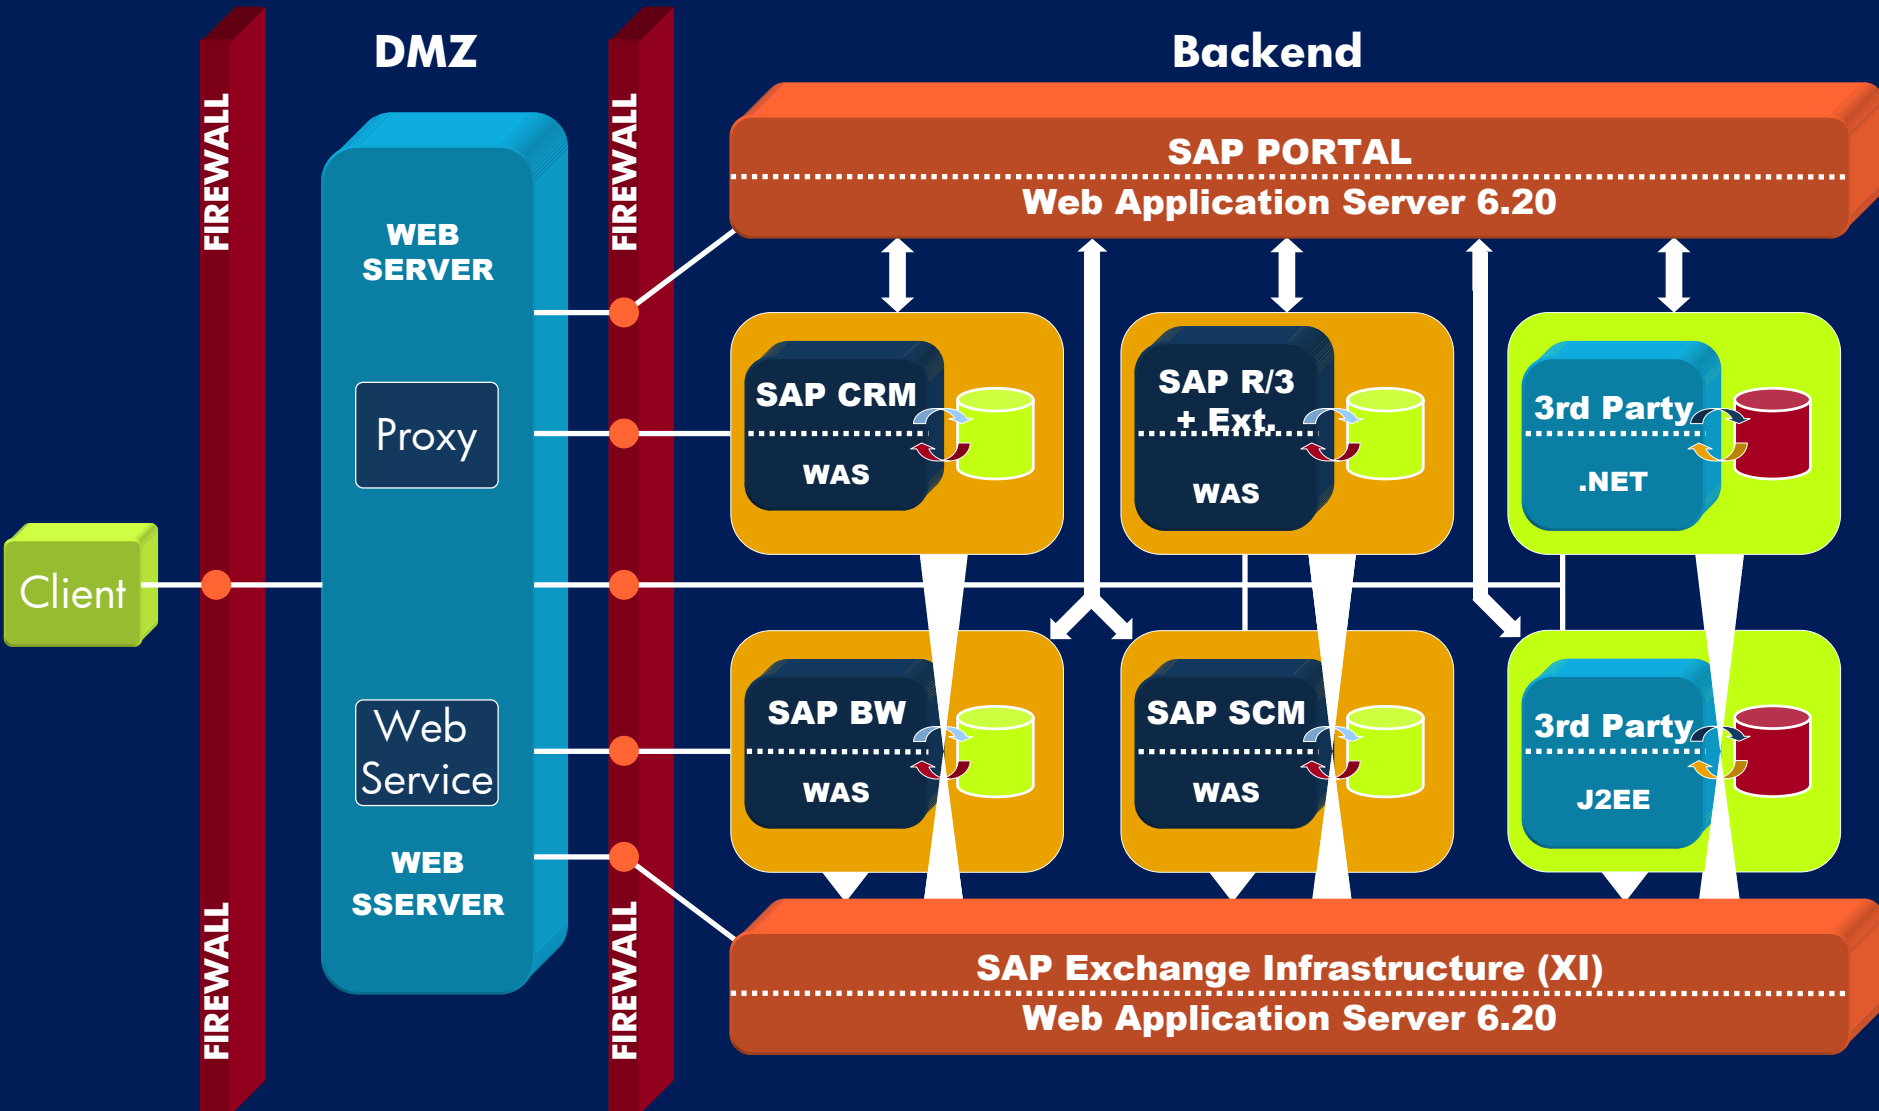 DMZ
Backend
FIREWALL
FIREWALL
SAP PORTAL
Web Application Server 6.20
WEB
SERVER
Proxy
SAP CRM
WAS
SAP R/3
+ Ext.
WAS
3rd Party
.NET
Client
Web
Service
SAP BW
WAS
SAP SCM
WAS
3rd Party
J2EE
WEB
SSERVER
FIREWALL
FIREWALL
SAP Exchange Infrastructure (XI)
Web Application Server 6.20